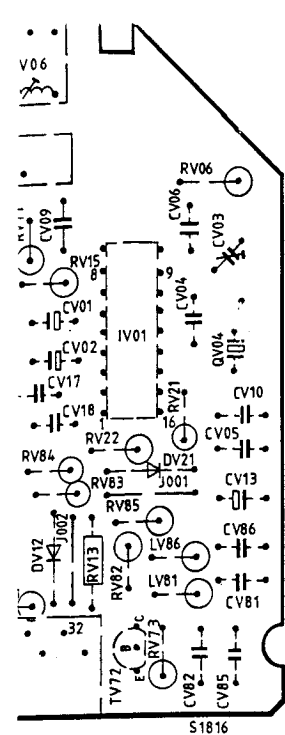 V06
RV06
CV06
CV03
RV11
CV09
RV15
8
9
CV01
CV04
IV01
QV04
CV02
CV17
RV21
CV18
1
16
CV10
RV22
CV05
RV84
DV21
RV83
J001
CV13
RV85
J002
DV12
RV13
RV82
LV86
CV86
LV81
CV81
32
C
B
E
TV72
RV73
CV82
CV85
S1816